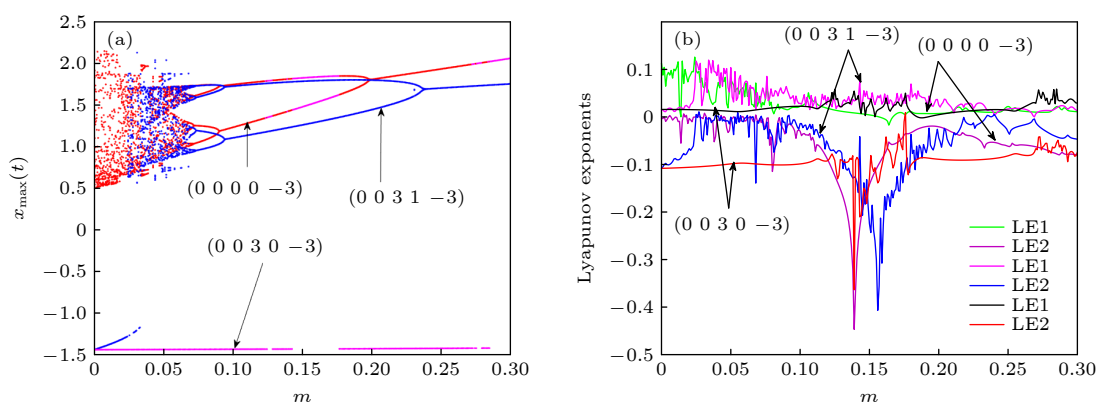 (a)
2.5
2.0
1.5
1.0
0.5
0
−0.5
−1.0
−1.5
x_max(t)
(0 0 0 0 −3)
(0 0 3 1 −3)
(0 0 3 0 −3)
0 0.05 0.10 0.15 0.20 0.25 0.30
m
(b)
0.1
0
−0.1
−0.2
−0.3
−0.4
−0.5
Lyapunov exponents
(0 0 3 1 −3)
(0 0 0 0 −3)
(0 0 3 0 −3)
LE1
LE2
LE1
LE2
LE1
LE2
0 0.05 0.10 0.15 0.20 0.25 0.30
m